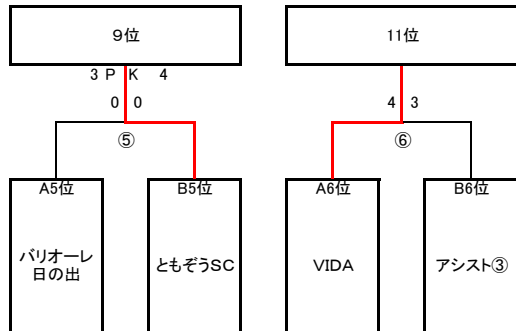 9位 11位
3 P K 4
0 0 4 3
⑤ ⑥
A5位 B5位 A6位 B6位
バリオーレ
日の出
ともぞうSC
VIDA
アシスト③